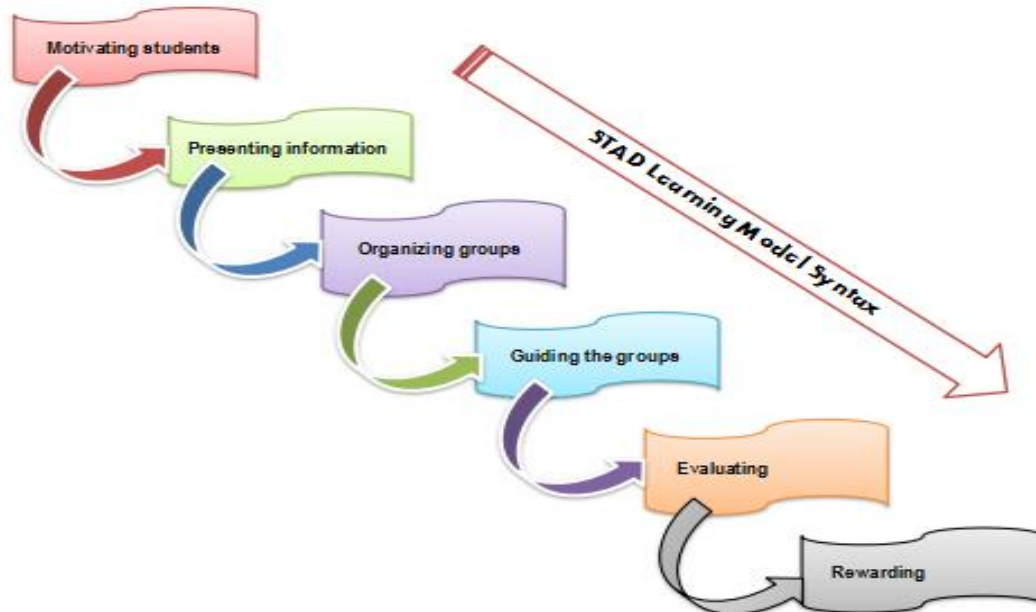 Motivating students
Presenting information
Organizing groups
Guiding the groups
Evaluating
Rewarding
STAD Learning Model Syntax